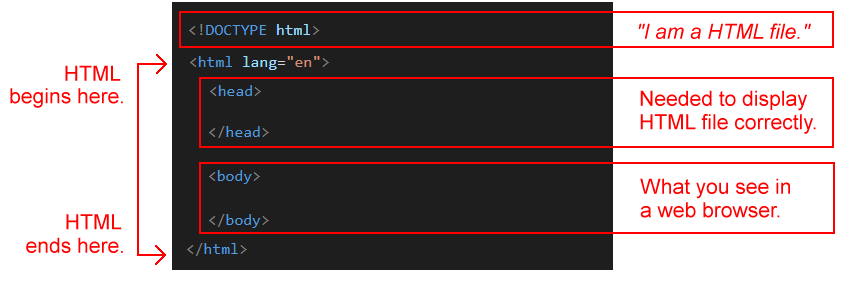 <!DOCTYPE html>
"I am a HTML file."
<html lang="en">
HTML
begins here.
<head>
Needed to display
HTML file correctly.
</head>
<body>
What you see in
a web browser.
</body>
HTML
ends here.
</html>